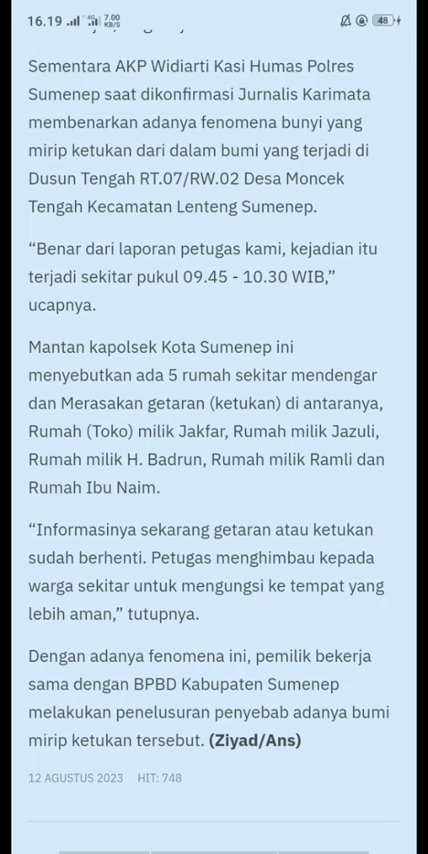 16.19 4G 7.00 KB/S 48
Sementara AKP Widiarti Kasi Humas Polres
Sumenep saat dikonfirmasi Jurnalis Karimata
membenarkan adanya fenomena bunyi yang
mirip ketukan dari dalam bumi yang terjadi di
Dusun Tengah RT.07/RW.02 Desa Moncek
Tengah Kecamatan Lenteng Sumenep.
“Benar dari laporan petugas kami, kejadian itu
terjadi sekitar pukul 09.45 - 10.30 WIB,”
ucapnya.
Mantan kapolsek Kota Sumenep ini
menyebutkan ada 5 rumah sekitar mendengar
dan Merasakan getaran (ketukan) di antaranya,
Rumah (Toko) milik Jakfar, Rumah milik Jazuli,
Rumah milik H. Badrun, Rumah milik Ramli dan
Rumah Ibu Naim.
“Informasinya sekarang getaran atau ketukan
sudah berhenti. Petugas menghimbau kepada
warga sekitar untuk mengungsi ke tempat yang
lebih aman,” tutupnya.
Dengan adanya fenomena ini, pemilik bekerja
sama dengan BPBD Kabupaten Sumenep
melakukan penelusuran penyebab adanya bumi
mirip ketukan tersebut. (Ziyad/Ans)
12 AGUSTUS 2023 HIT: 748